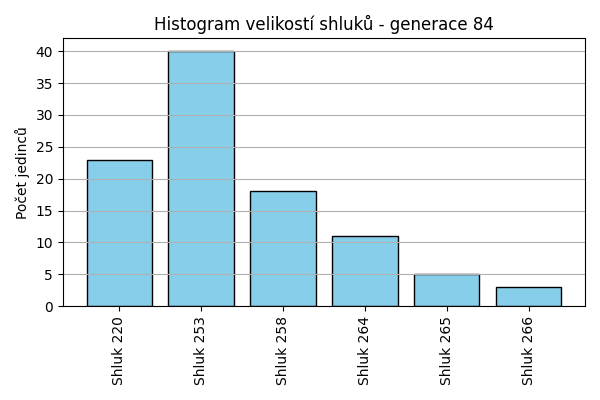 Histogram velikostí shluků - generace 84
Počet jedinců
40
35
30
25
20
15
10
5
0
Shluk 220
Shluk 253
Shluk 258
Shluk 264
Shluk 265
Shluk 266